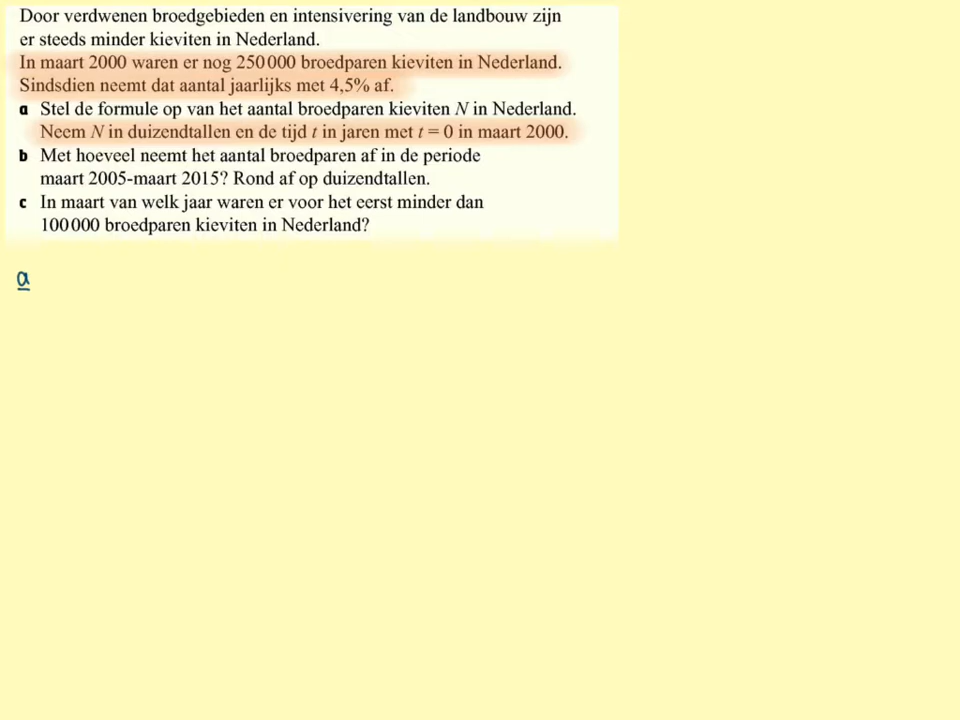 Door verdwenen broedgebieden en intensivering van de landbouw zijn
er steeds minder kieviten in Nederland.
In maart 2000 waren er nog 250 000 broedparen kieviten in Nederland.
Sindsdien neemt dat aantal jaarlijks met 4,5% af.
a Stel de formule op van het aantal broedparen kieviten N in Nederland.
Neem N in duizendtallen en de tijd t in jaren met t = 0 in maart 2000.
b Met hoeveel neemt het aantal broedparen af in de periode
maart 2005-maart 2015? Rond af op duizendtallen.
c In maart van welk jaar waren er voor het eerst minder dan
100 000 broedparen kieviten in Nederland?
a